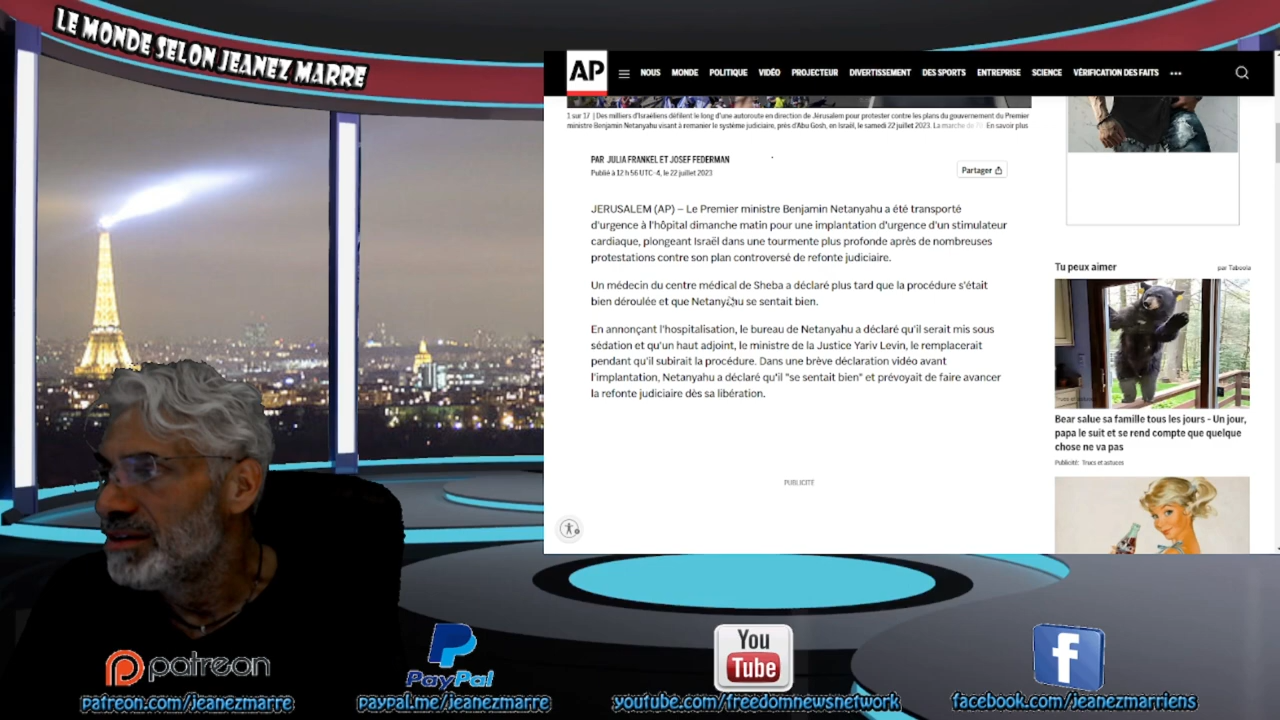 LE MONDE SELON JEANEZ MARRE
AP
NOUS MONDE POLITIQUE VIDÉO PROJECTEUR DIVERTISSEMENT DES SPORTS ENTREPRISE SCIENCE VÉRIFICATION DES FAITS
1 sur 17 | Des milliers d'Israéliens défilent le long d'une autoroute en direction de Jérusalem pour protester contre les plans du gouvernement du Premier
ministre Benjamin Netanyahu visant à remanier le système judiciaire, près d'Abu Gosh, en Israël, le samedi 22 juillet 2023. La marche de En savoir plus
PAR JULIA FRANKEL ET JOSEF FEDERMAN
Publié à 12 h 56 UTC-4, le 22 juillet 2023
Partager
JERUSALEM (AP) – Le Premier ministre Benjamin Netanyahu a été transporté
d'urgence à l'hôpital dimanche matin pour une implantation d'urgence d'un stimulateur
cardiaque, plongeant Israël dans une tourmente plus profonde après de nombreuses
protestations contre son plan controversé de refonte judiciaire.
Un médecin du centre médical de Sheba a déclaré plus tard que la procédure s'était
bien déroulée et que Netanyahu se sentait bien.
En annonçant l'hospitalisation, le bureau de Netanyahu a déclaré qu'il serait mis sous
sédation et qu'un haut adjoint, le ministre de la Justice Yariv Levin, le remplacerait
pendant qu'il subirait la procédure. Dans une brève déclaration vidéo avant
l'implantation, Netanyahu a déclaré qu'il "se sentait bien" et prévoyait de faire avancer
la refonte judiciaire dès sa libération.
PUBLICITÉ
Tu peux aimer
par Taboola
Trucs et astuces
Bear salue sa famille tous les jours - Un jour,
papa le suit et se rend compte que quelque
chose ne va pas
Publicité: Trucs et astuces
patreon
patreon.com/jeanezmarre
PayPal
paypal.me/jeanezmarre
You
Tube
youtube.com/freedomnewsnetwork
f
facebook.com/jeanezmarriens